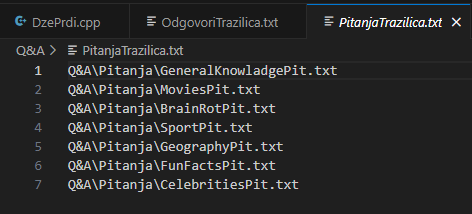 DzePrdi.cpp OdgovoriTrazilica.txt PitanjaTrazilica.txt
Q&A > PitanjaTrazilica.txt
1 Q&A\Pitanja\GeneralKnowladgePit.txt
2 Q&A\Pitanja\MoviesPit.txt
3 Q&A\Pitanja\BrainRotPit.txt
4 Q&A\Pitanja\SportPit.txt
5 Q&A\Pitanja\GeographyPit.txt
6 Q&A\Pitanja\FunFactsPit.txt
7 Q&A\Pitanja\CelebritiesPit.txt